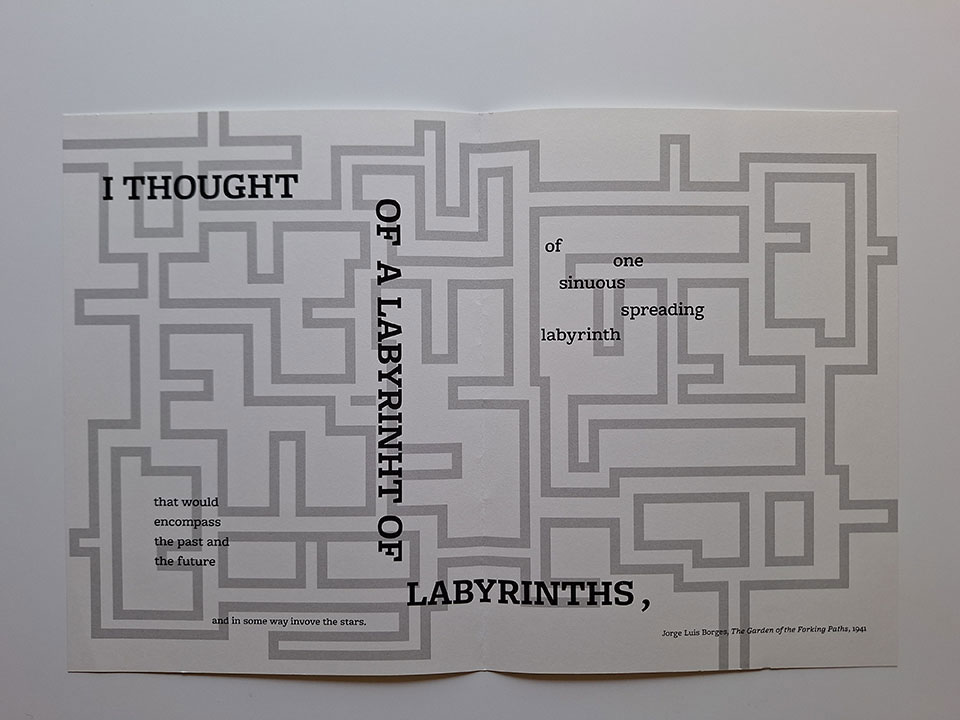 I THOUGHT
OF A LABYRINHT OF
LABYRINTHS ,
of
one
sinuous
spreading
labyrinth
that would
encompass
the past and
the future
and in some way invove the stars.
Jorge Luis Borges, The Garden of the Forking Paths, 1941